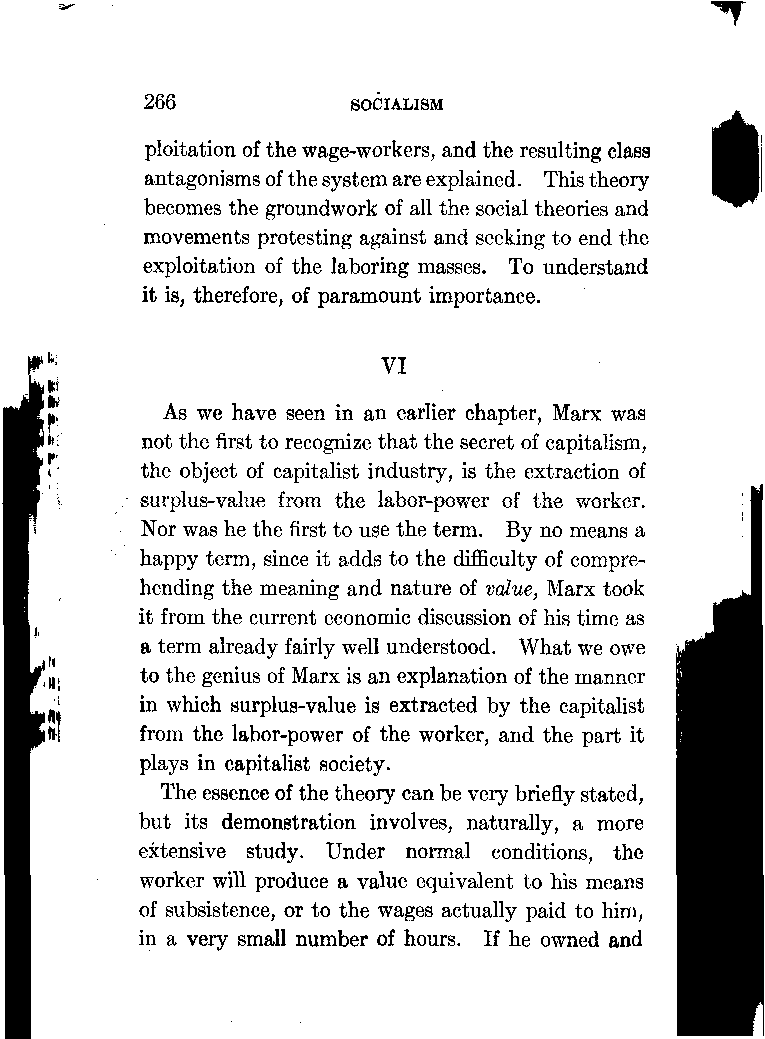 266 SOCIALISM
ploitation of the wage-workers, and the resulting class
antagonisms of the system are explained. This theory
becomes the groundwork of all the social theories and
movements protesting against and seeking to end the
exploitation of the laboring masses. To understand
it is, therefore, of paramount importance.
VI
As we have seen in an earlier chapter, Marx was
not the first to recognize that the secret of capitalism,
the object of capitalist industry, is the extraction of
surplus-value from the labor-power of the worker.
Nor was he the first to use the term. By no means a
happy term, since it adds to the difficulty of compre-
hending the meaning and nature of value, Marx took
it from the current economic discussion of his time as
a term already fairly well understood. What we owe
to the genius of Marx is an explanation of the manner
in which surplus-value is extracted by the capitalist
from the labor-power of the worker, and the part it
plays in capitalist society.
The essence of the theory can be very briefly stated,
but its demonstration involves, naturally, a more
extensive study. Under normal conditions, the
worker will produce a value equivalent to his means
of subsistence, or to the wages actually paid to him,
in a very small number of hours. If he owned and